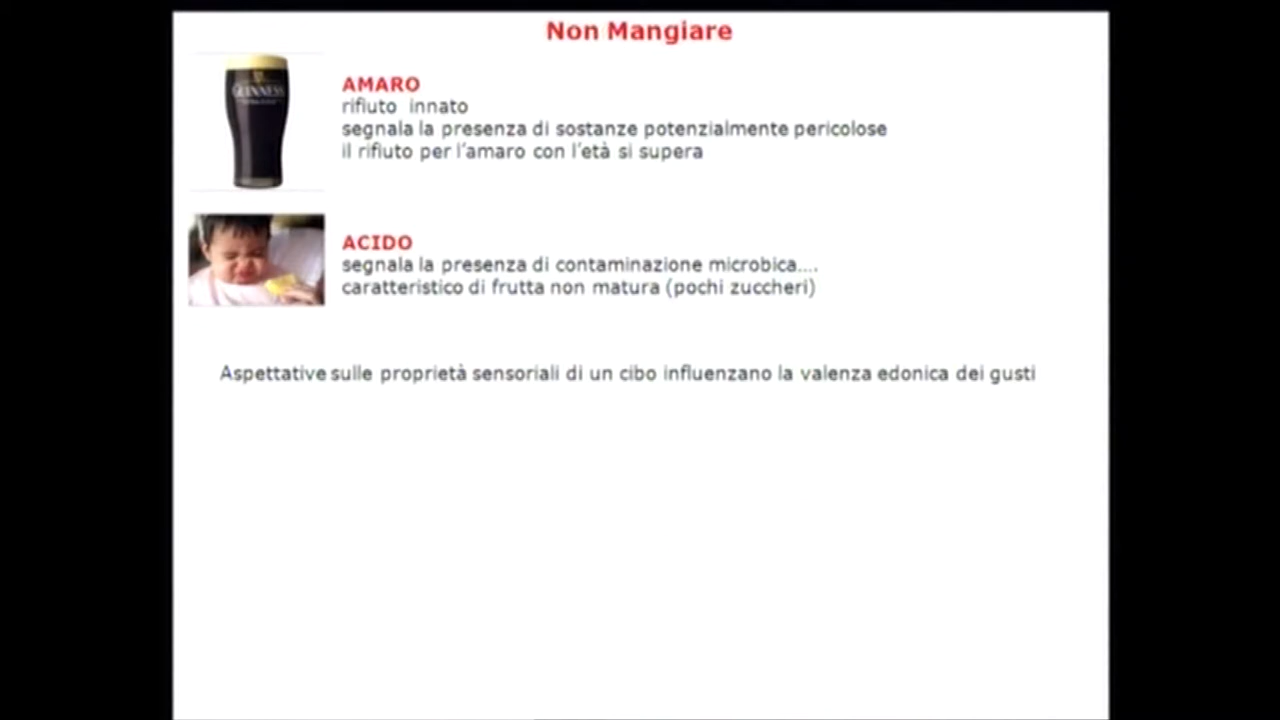 Non Mangiare
GUINNESS
AMARO
rifiuto innato
segnala la presenza di sostanze potenzialmente pericolose
il rifiuto per l'amaro con l'età si supera
ACIDO
segnala la presenza di contaminazione microbica....
caratteristico di frutta non matura (pochi zuccheri)
Aspettative sulle proprietà sensoriali di un cibo influenzano la valenza edonica dei gusti